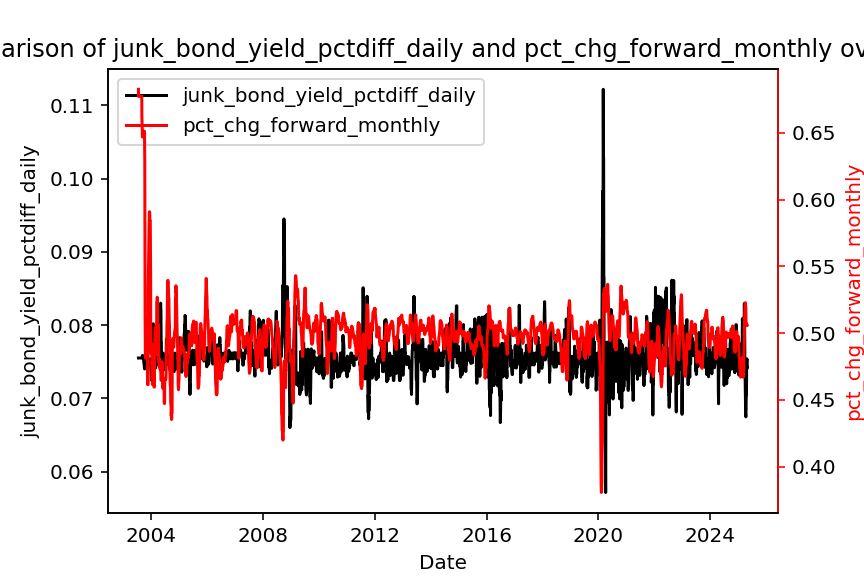 arison of junk_bond_yield_pctdiff_daily and pct_chg_forward_monthly ov
junk_bond_yield_pctdiff_daily
pct_chg_forward_monthly
junk_bond_yield_pctdiff_daily
0.11
0.10
0.09
0.08
0.07
0.06
0.65
0.60
0.55
0.50
0.45
0.40
pct_chg_forward_monthly
2004 2008 2012 2016 2020 2024
Date